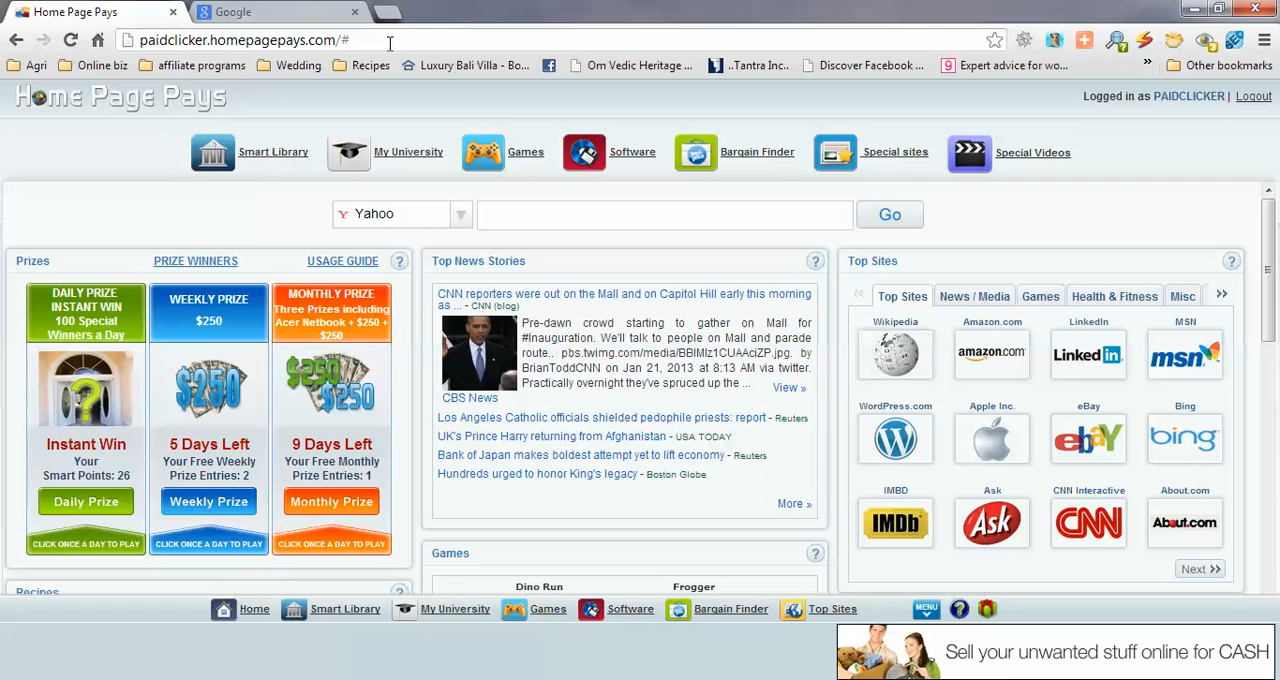 Home Page Pays
Google
paidclicker.homepagepays.com/#
Agri
Online biz
affiliate programs
Wedding
Recipes
Luxury Bali Villa - Bo...
Om Vedic Heritage ...
..Tantra Inc..
Discover Facebook ...
Expert advice for wo...
»
Other bookmarks
Home Page Pays
Logged in as PAIDCLICKER | Logout
Smart Library
My University
Games
Software
Bargain Finder
Special sites
Special Videos
Yahoo
Go
Prizes
PRIZE WINNERS
USAGE GUIDE
?
DAILY PRIZE
INSTANT WIN
100 Special
Winners a Day
Instant Win
Your
Smart Points: 26
Daily Prize
CLICK ONCE A DAY TO PLAY
WEEKLY PRIZE
$250
$250
5 Days Left
Your Free Weekly
Prize Entries: 2
Weekly Prize
CLICK ONCE A DAY TO PLAY
MONTHLY PRIZE
Three Prizes including
Acer Netbook + $250 +
$250
$250
$250
9 Days Left
Your Free Monthly
Prize Entries: 1
Monthly Prize
CLICK ONCE A DAY TO PLAY
Recipes
?
Top News Stories
?
CNN reporters were out on the Mall and on Capitol Hill early this morning
as ... - CNN (blog)
Pre-dawn crowd starting to gather on Mall for
#Inauguration. We'll talk to people on Mall and parade
route.. pbs.twimg.com/media/BBIMlz1CUAAciZP.jpg. by
BrianToddCNN on Jan 21, 2013 at 8:13 AM via twitter.
Practically overnight they've spruced up the ...
View »
CBS News
Los Angeles Catholic officials shielded pedophile priests: report - Reuters
UK's Prince Harry returning from Afghanistan - USA TODAY
Bank of Japan makes boldest attempt yet to lift economy - Reuters
Hundreds urged to honor King's legacy - Boston Globe
More »
Games
?
Dino Run
Frogger
Top Sites
?
Top Sites
News / Media
Games
Health & Fitness
Misc
Wikipedia
Amazon.com
LinkedIn
MSN
amazon.com
Linked in
msn
WordPress.com
Apple Inc.
eBay
Bing
ebY
bing
IMBD
Ask
CNN Interactive
About.com
IMDb
Ask
CNN
About.com
Next
Home
Smart Library
My University
Games
Software
Bargain Finder
Top Sites
MENU
?
Sell your unwanted stuff online for CASH